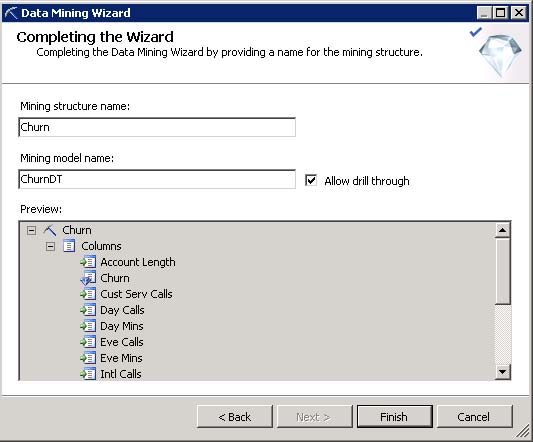 Data Mining Wizard
Completing the Wizard
Completing the Data Mining Wizard by providing a name for the mining structure.
Mining structure name:
Churn
Mining model name:
ChurnDT
Allow drill through
Preview:
Churn
Columns
Account Length
Churn
Cust Serv Calls
Day Calls
Day Mins
Eve Calls
Eve Mins
Intl Calls
< Back Next > Finish Cancel